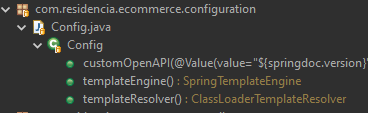 com.residencia.ecommerce.configuration
Config.java
Config
customOpenAPI(@Value(value="${springdoc.version}"
templateEngine() : SpringTemplateEngine
templateResolver() : ClassLoaderTemplateResolver